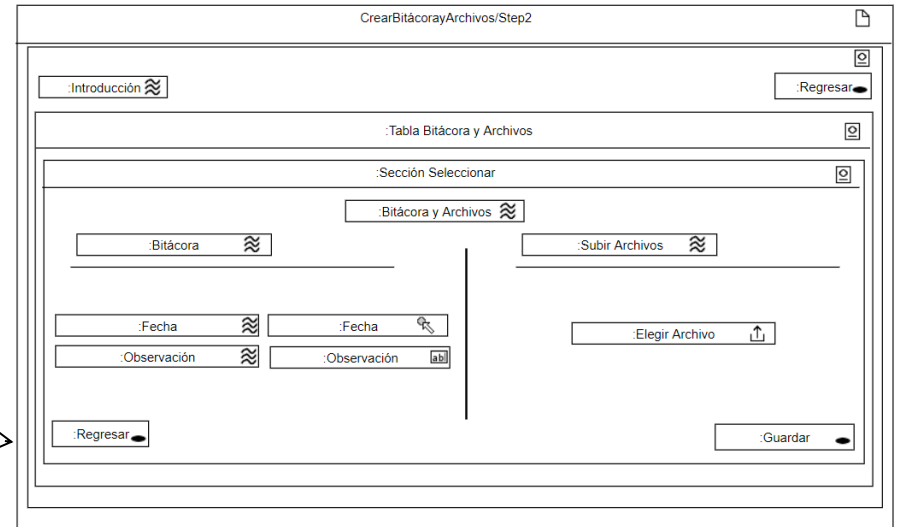 CrearBitácorayArchivos/Step2
:Introducción
:Regresar
:Tabla Bitácora y Archivos
:Sección Seleccionar
:Bitácora y Archivos
:Bitácora
:Subir Archivos
:Fecha
:Fecha
:Elegir Archivo
:Observación
:Observación
ab
:Regresar
:Guardar